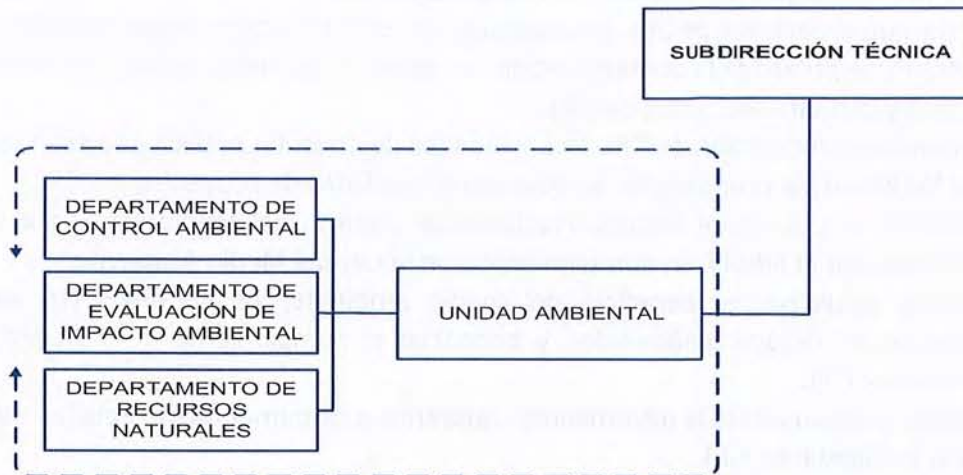 SUBDIRECCIÓN TÉCNICA
DEPARTAMENTO DE
CONTROL AMBIENTAL
DEPARTAMENTO DE
EVALUACIÓN DE
IMPACTO AMBIENTAL
UNIDAD AMBIENTAL
DEPARTAMENTO DE
RECURSOS
NATURALES